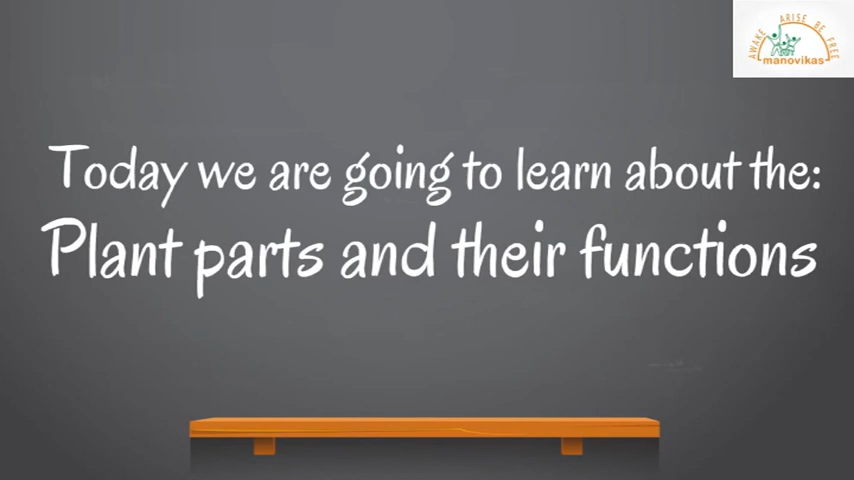 AWAKE ARISE BE FREE
manovikas
Today we are going to learn about the:
Plant parts and their functions